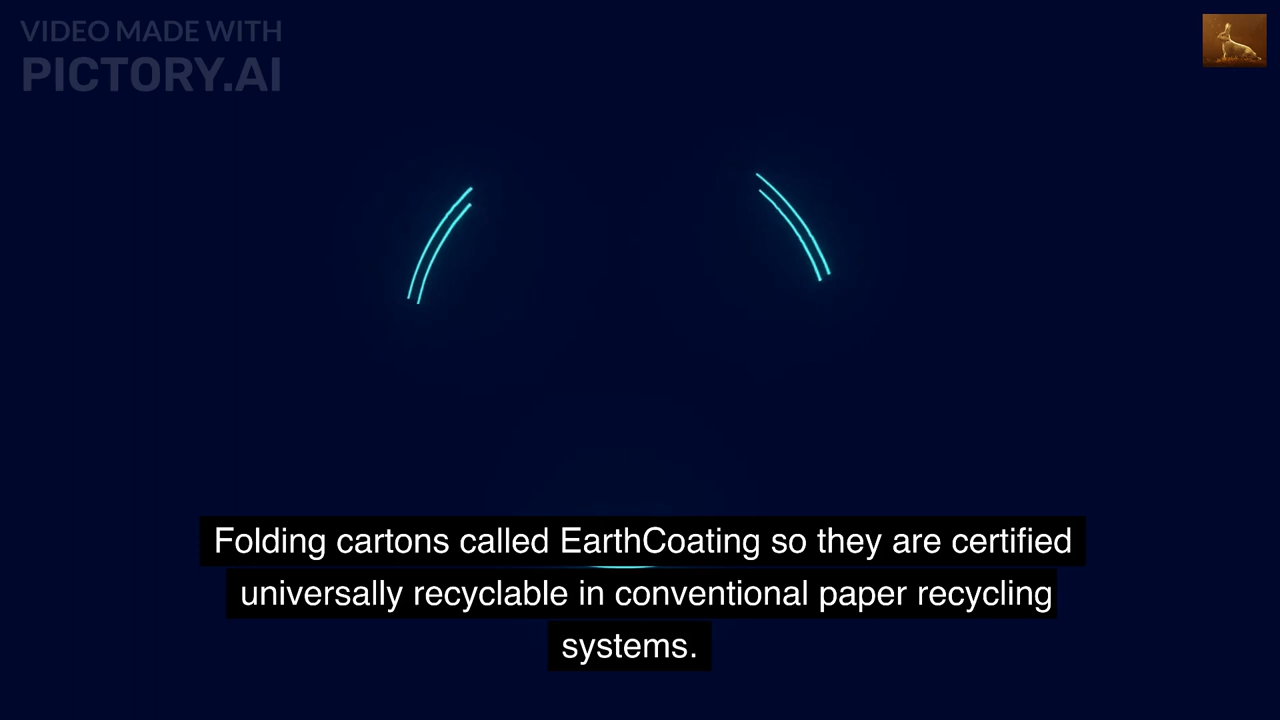 VIDEO MADE WITH
PICTORY.AI
Folding cartons called EarthCoating so they are certified
universally recyclable in conventional paper recycling
systems.